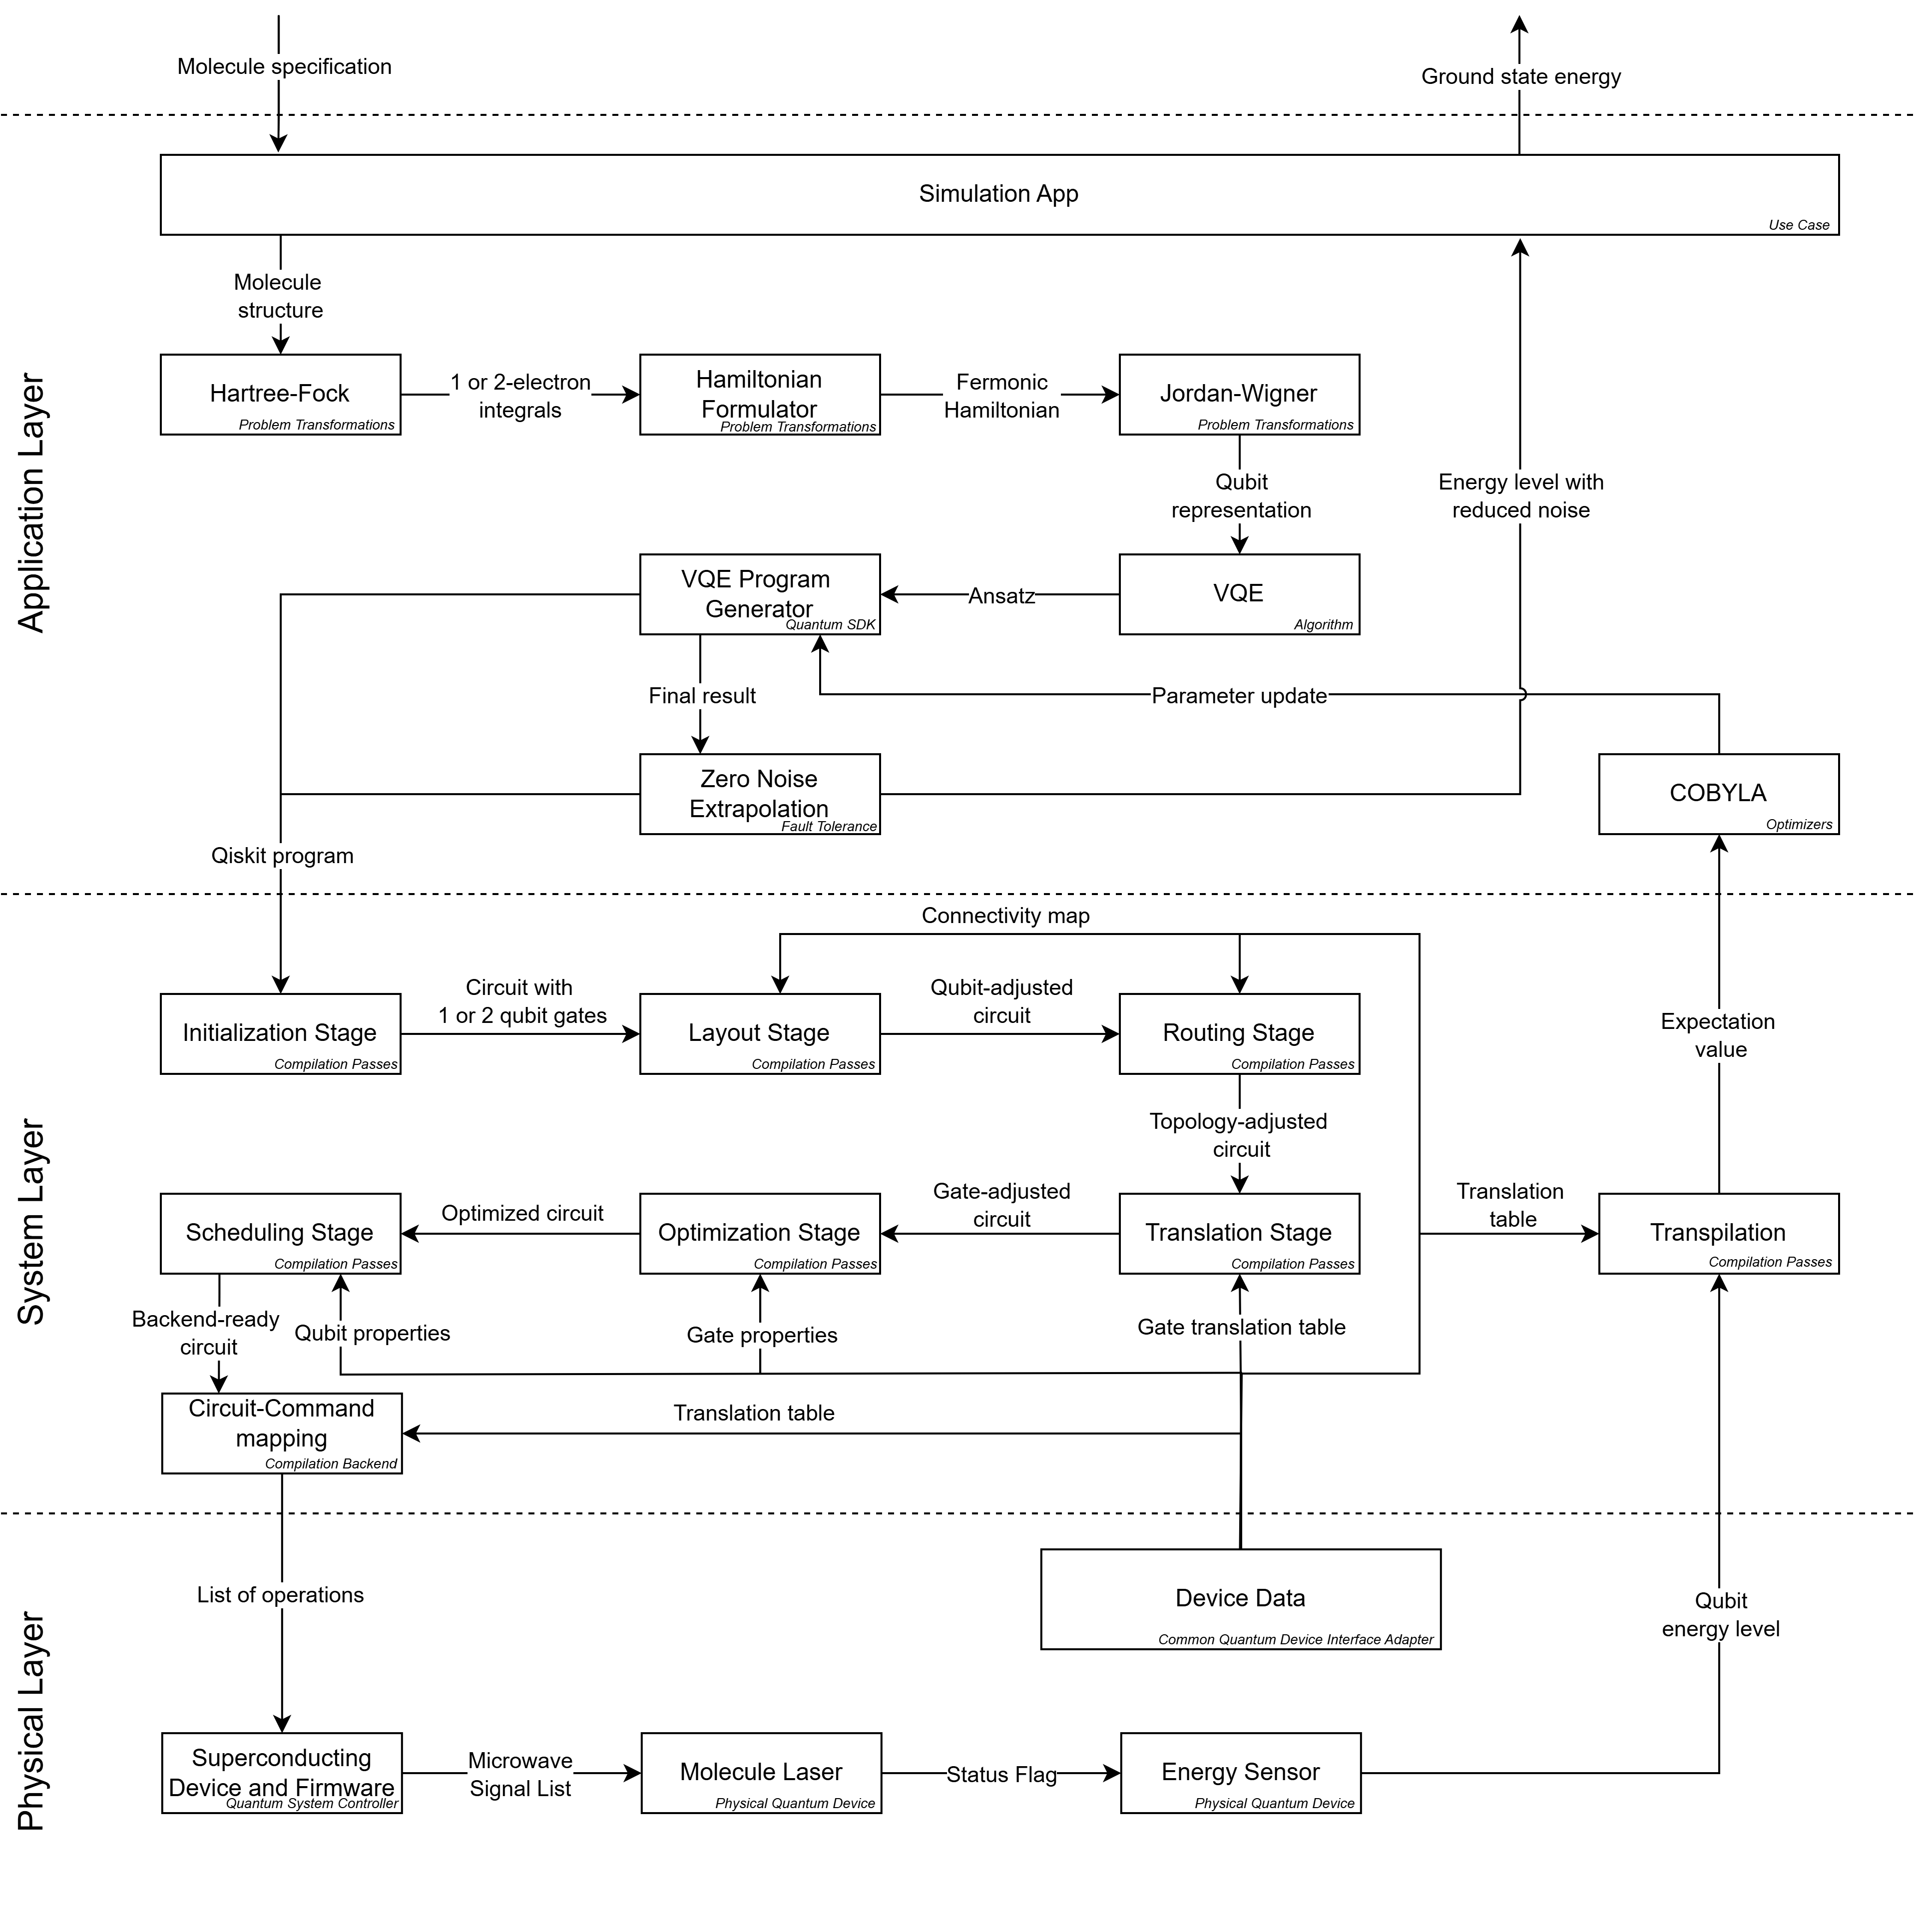 Molecule specification
Ground state energy
Simulation App
Use Case
Application Layer
Molecule
structure
Hartree-Fock
Problem Transformations
1 or 2-electron
integrals
Hamiltonian
Formulator
Problem Transformations
Fermonic
Hamiltonian
Jordan-Wigner
Problem Transformations
Qubit
representation
Energy level with
reduced noise
VQE Program
Generator
Quantum SDK
Ansatz
VQE
Algorithm
Final result
Parameter update
Zero Noise
Extrapolation
Fault Tolerance
COBYLA
Optimizers
Qiskit program
System Layer
Connectivity map
Initialization Stage
Compilation Passes
Circuit with
1 or 2 qubit gates
Layout Stage
Compilation Passes
Qubit-adjusted
circuit
Routing Stage
Compilation Passes
Expectation
value
Topology-adjusted
circuit
Scheduling Stage
Compilation Passes
Optimized circuit
Optimization Stage
Compilation Passes
Gate-adjusted
circuit
Translation Stage
Compilation Passes
Translation
table
Transpilation
Compilation Passes
Backend-ready
circuit
Qubit properties
Gate properties
Gate translation table
Circuit-Command
mapping
Compilation Backend
Translation table
Physical Layer
List of operations
Device Data
Common Quantum Device Interface Adapter
Qubit
energy level
Superconducting
Device and Firmware
Quantum System Controller
Microwave
Signal List
Molecule Laser
Physical Quantum Device
Status Flag
Energy Sensor
Physical Quantum Device